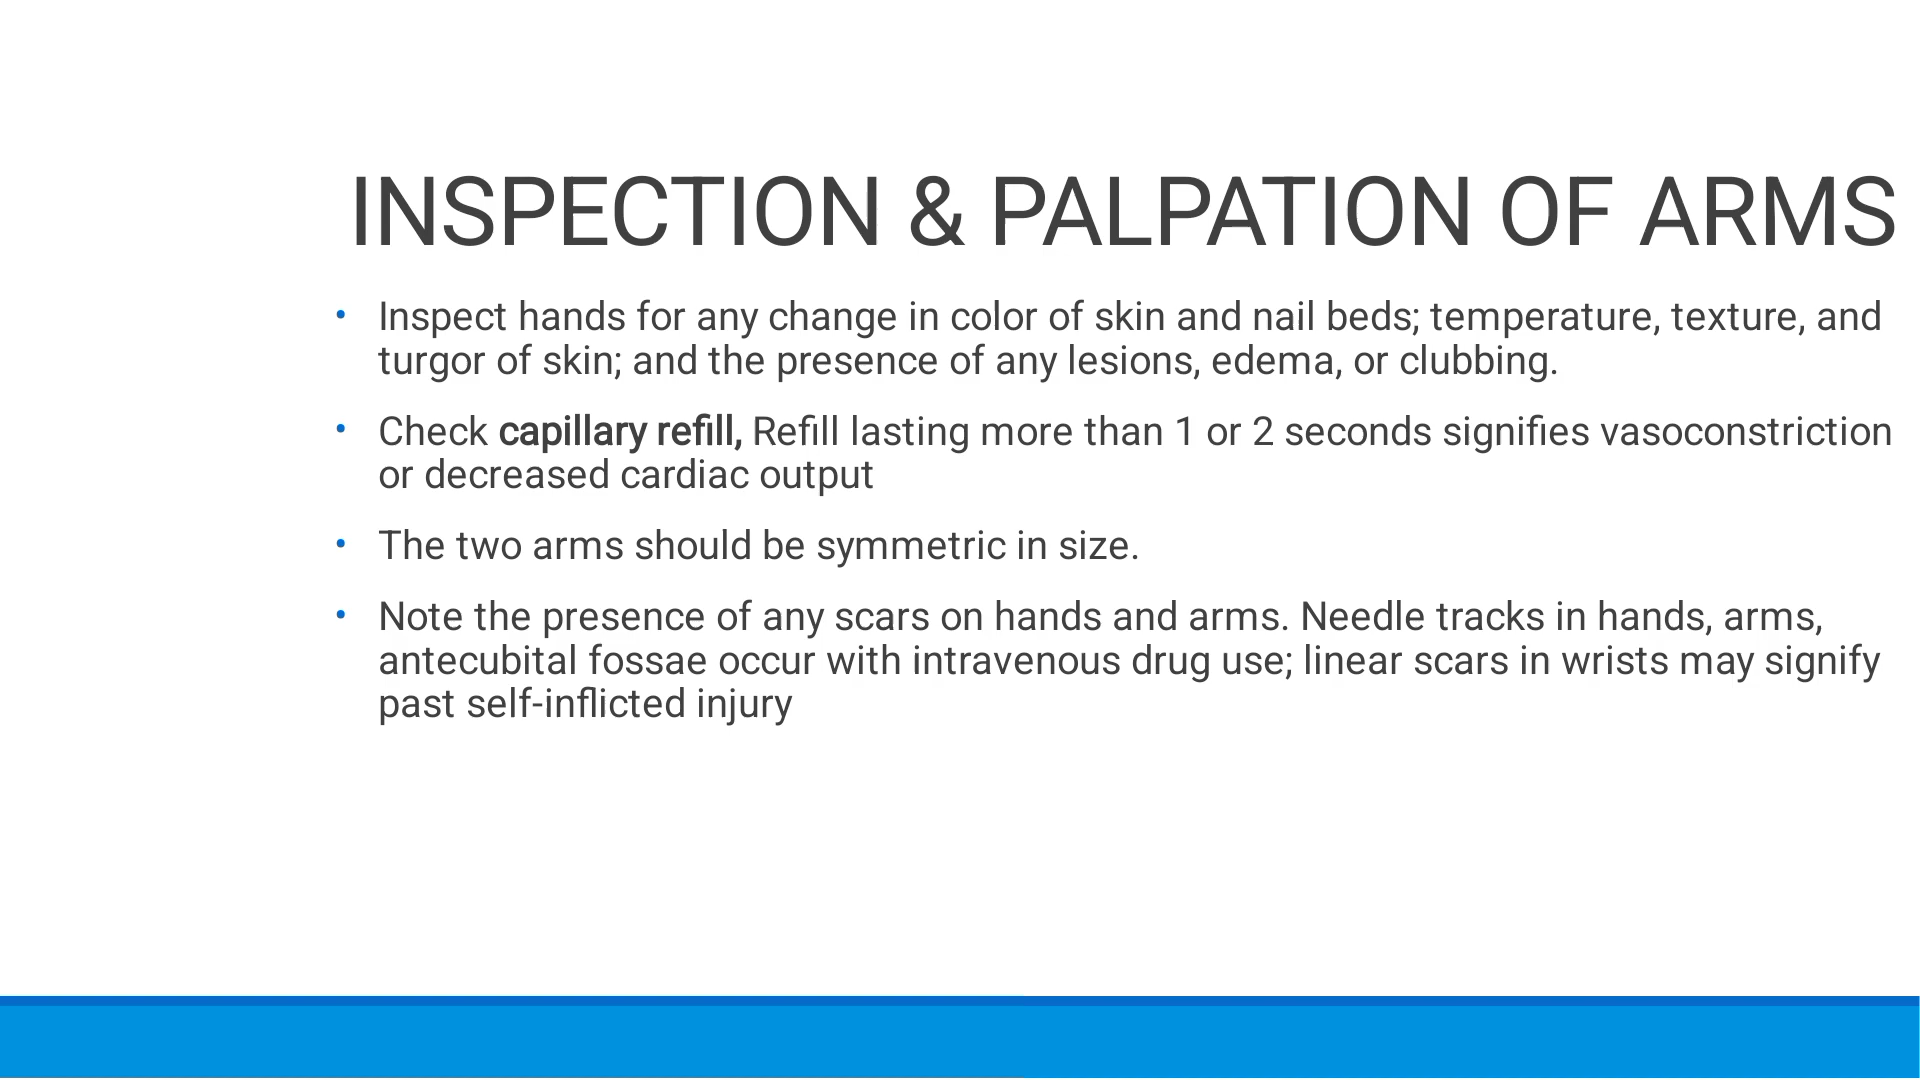 INSPECTION & PALPATION OF ARMS
• Inspect hands for any change in color of skin and nail beds; temperature, texture, and
turgor of skin; and the presence of any lesions, edema, or clubbing.
• Check capillary refill, Refill lasting more than 1 or 2 seconds signifies vasoconstriction
or decreased cardiac output
• The two arms should be symmetric in size.
• Note the presence of any scars on hands and arms. Needle tracks in hands, arms,
antecubital fossae occur with intravenous drug use; linear scars in wrists may signify
past self-inflicted injury